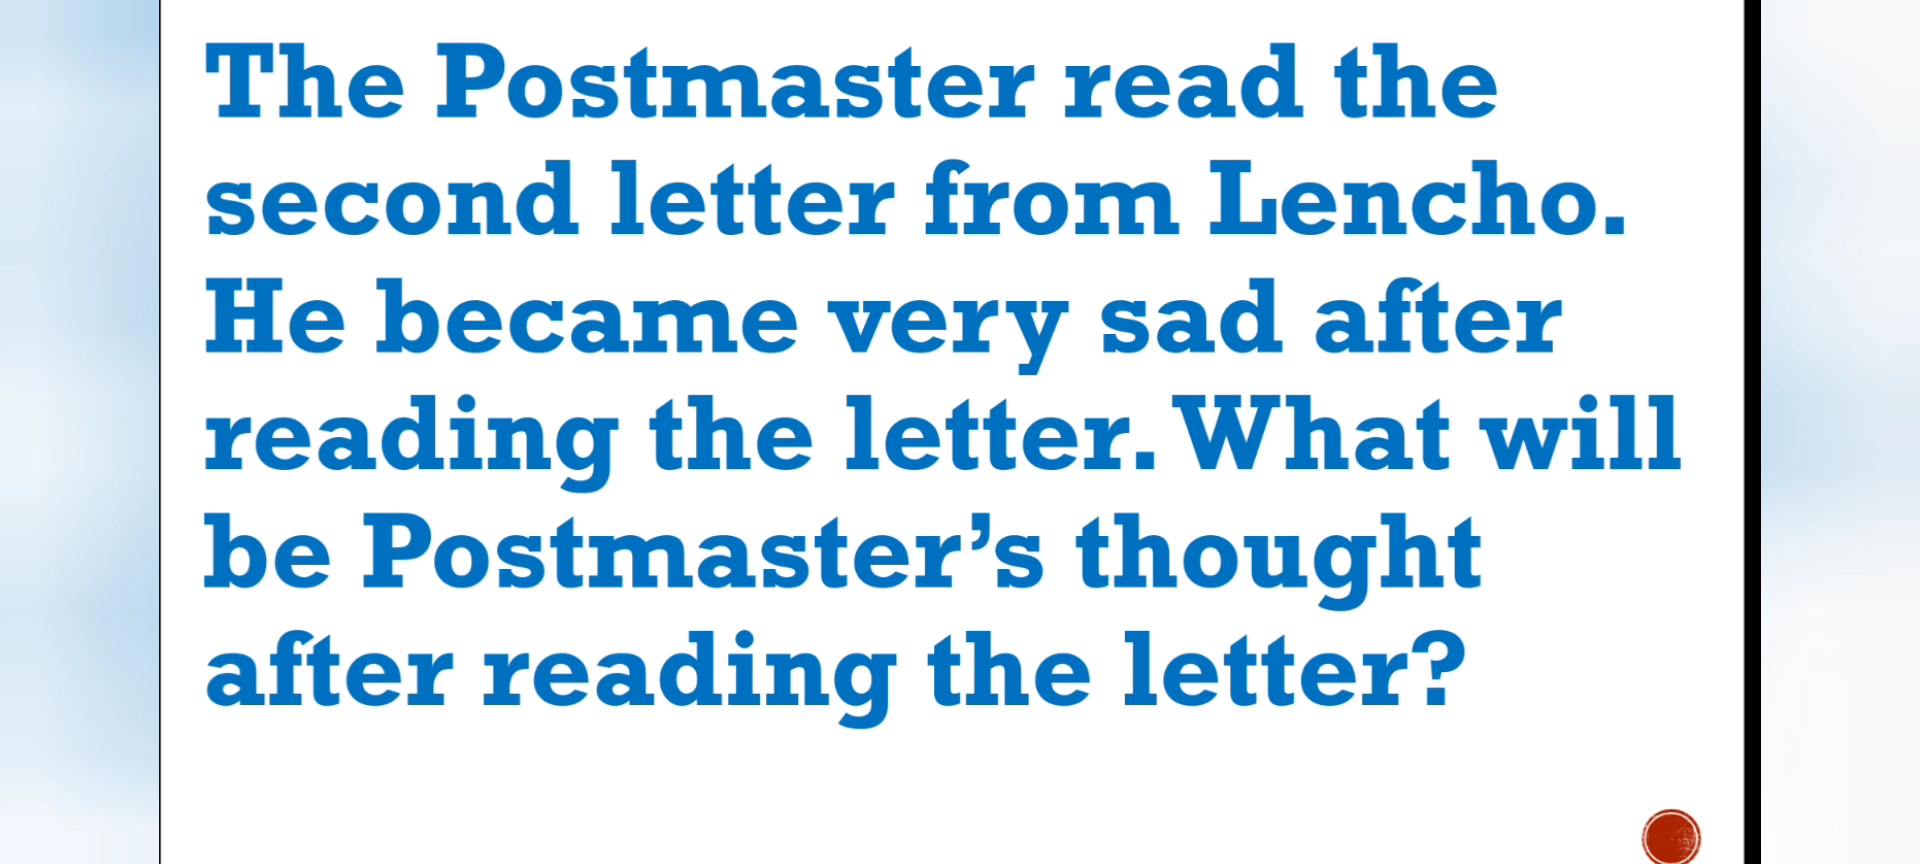 The Postmaster read the
second letter from Lencho.
He became very sad after
reading the letter. What will
be Postmaster’s thought
after reading the letter?